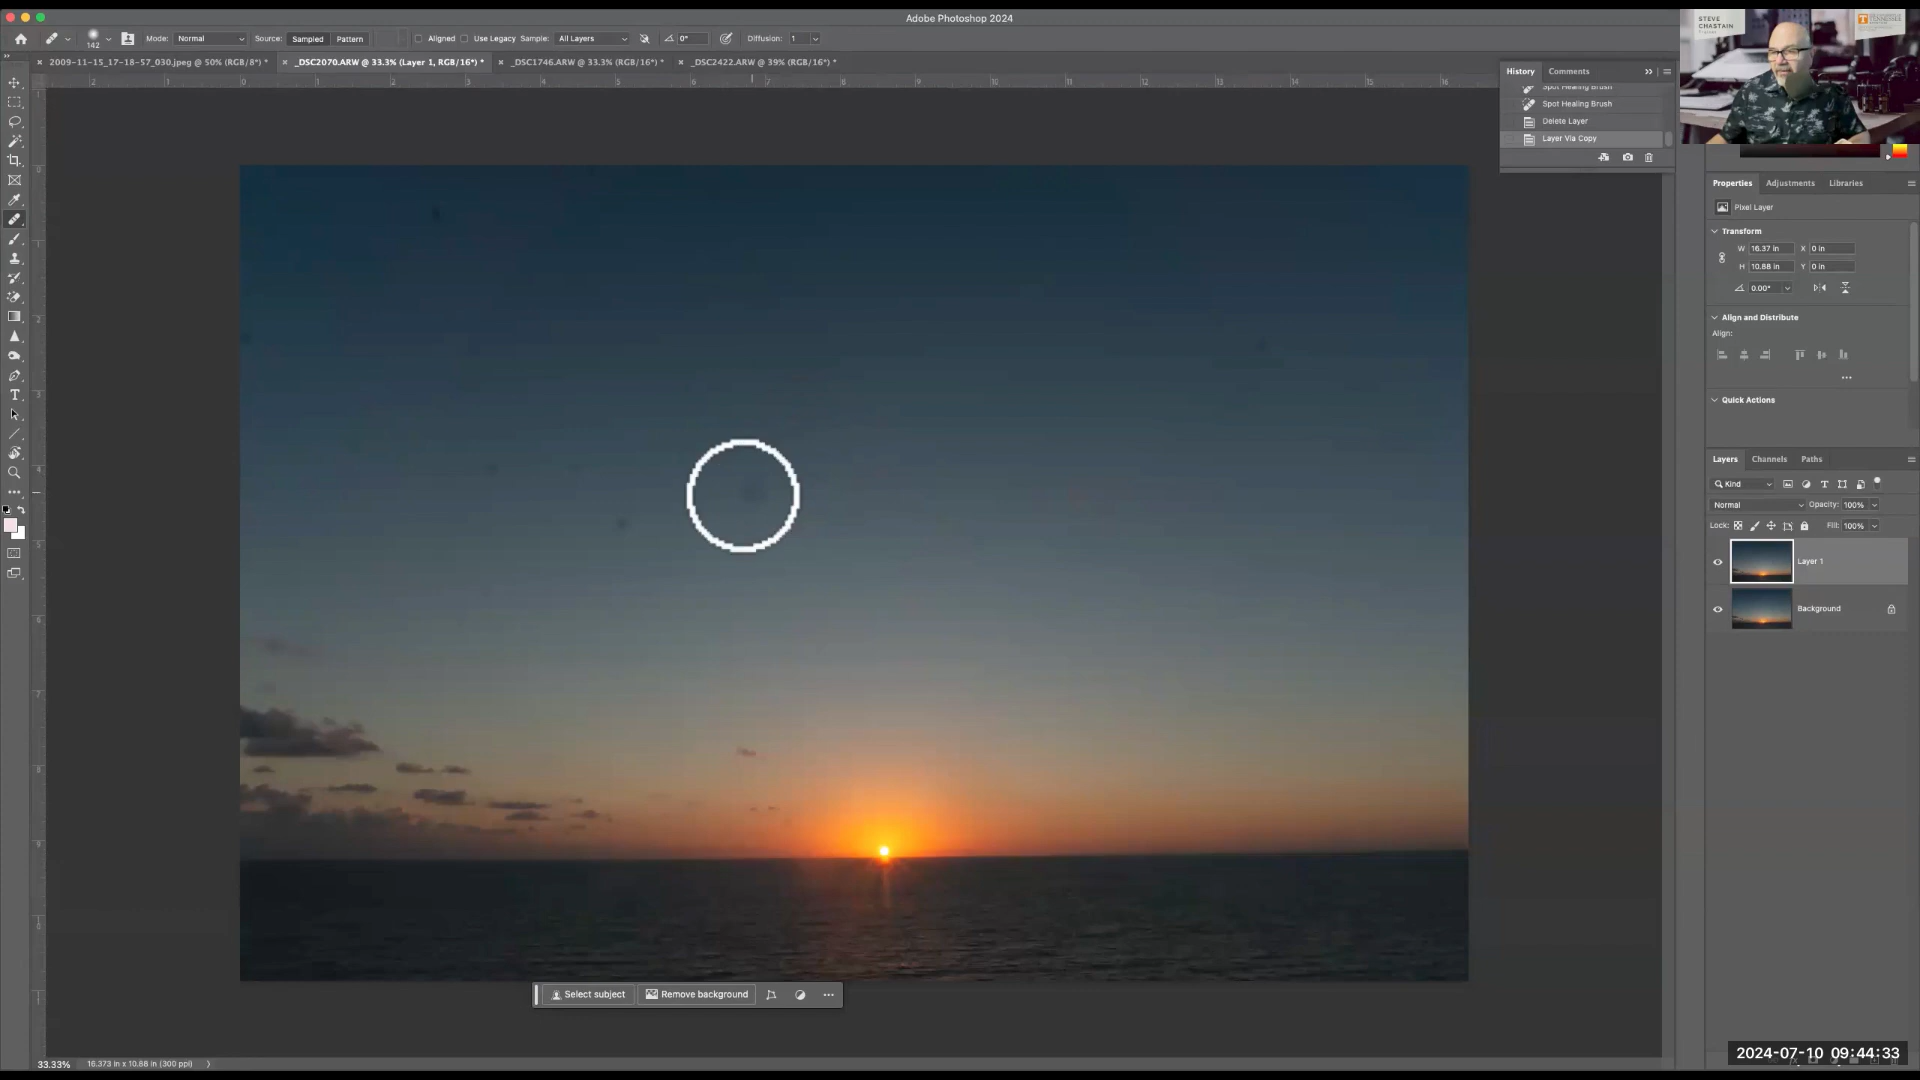 Adobe Photoshop 2024
STEVE
CHASTAIN
142
Mode: Normal
Source: Sampled Pattern
Aligned
Use Legacy
Sample: All Layers
0°
Diffusion: 1
2009-11-15_17-18-57_030.jpeg @ 50% (RGB/8*) *
_DSC2070.ARW @ 33.3% (Layer 1, RGB/16*) *
_DSC1746.ARW @ 33.3% (RGB/16*) *
_DSC2422.ARW @ 39% (RGB/16*) *
History Comments
Spot Healing Brush
Spot Healing Brush
Delete Layer
Layer Via Copy
Properties Adjustments Libraries
Pixel Layer
Transform
W 16.37 in X 0 in
H 10.88 in Y 0 in
0.00°
Align and Distribute
Align:
Quick Actions
Layers Channels Paths
Kind
Normal Opacity: 100%
Lock: Fill: 100%
Layer 1
Background
Select subject Remove background
33.33% 16.373 in x 10.88 in (300 ppi)
2024-07-10 09:44:33